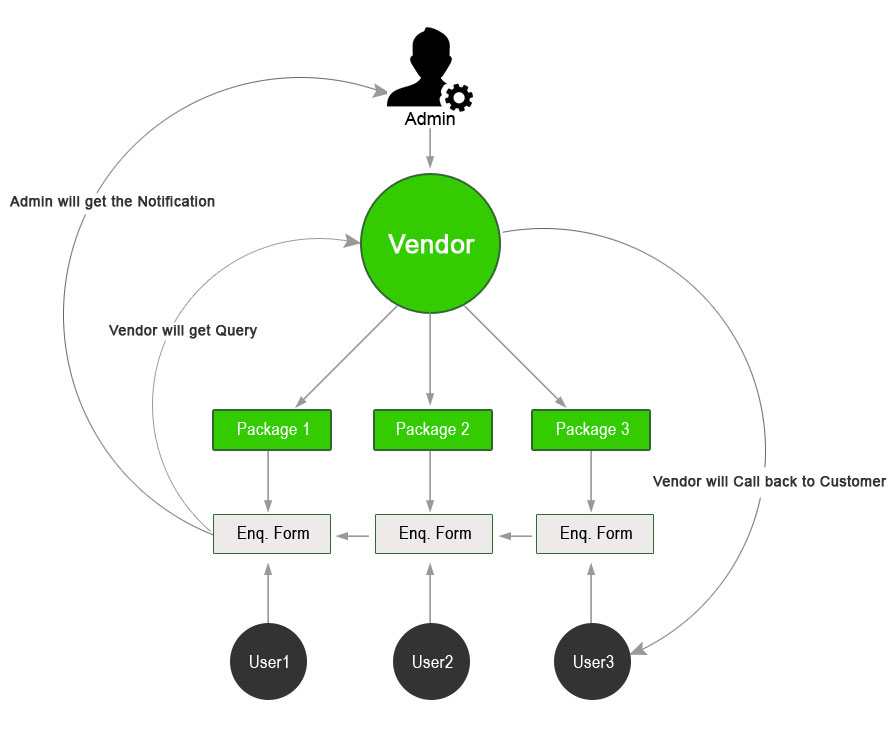 Admin
Admin will get the Notification
Vendor
Vendor will get Query
Package 1
Package 2
Package 3
Vendor will Call back to Customer
Enq. Form
Enq. Form
Enq. Form
User1
User2
User3